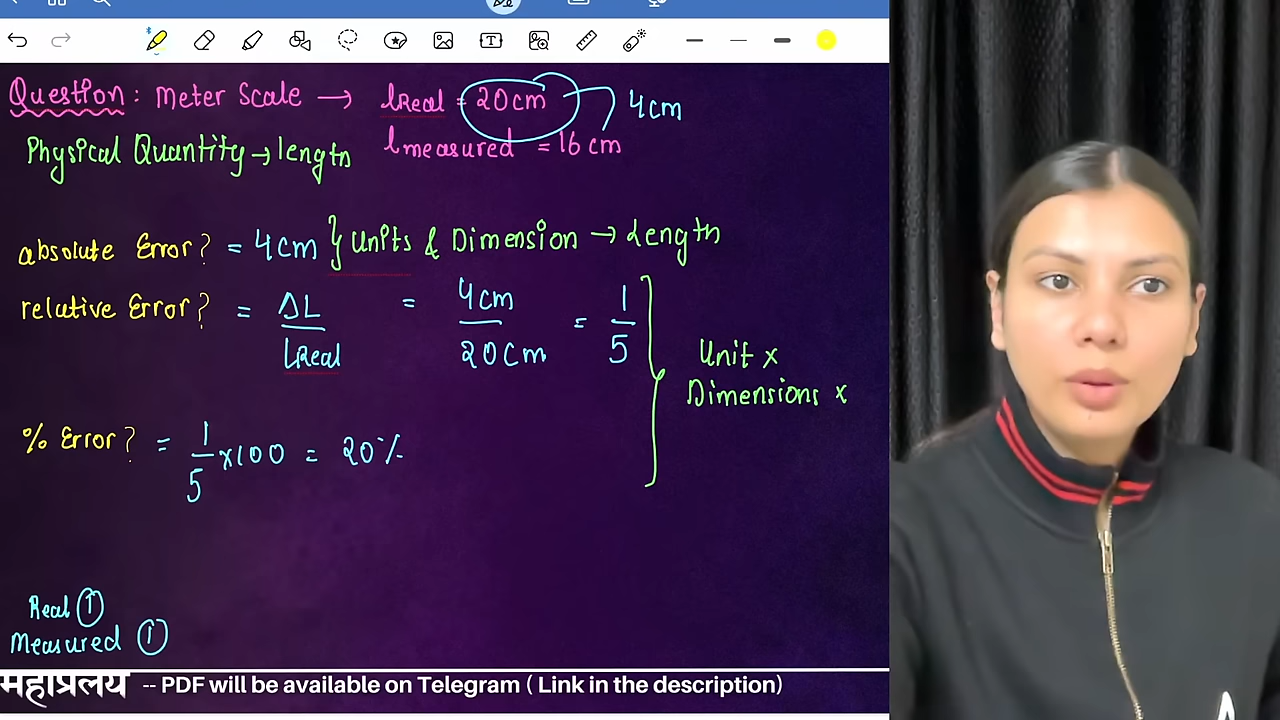 Question: Meter Scale → lReal = 20cm 4cm
Physical Quantity → length lmeasured = 16 cm
absolute Error? = 4cm } Units & Dimension → Length
relative Error? = ΔL / LReal = 4cm / 20cm = 1/5
Unit x
Dimensions x
% Error? = 1/5 x100 = 20%
Real ①
Measured ①
महाप्रलय -- PDF will be available on Telegram ( Link in the description)